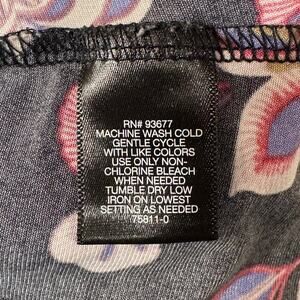 RN# 93677
MACHINE WASH COLD
GENTLE CYCLE
WITH LIKE COLORS
USE ONLY NON-
CHLORINE BLEACH
WHEN NEEDED
TUMBLE DRY LOW
IRON ON LOWEST
SETTING AS NEEDED
75811-0